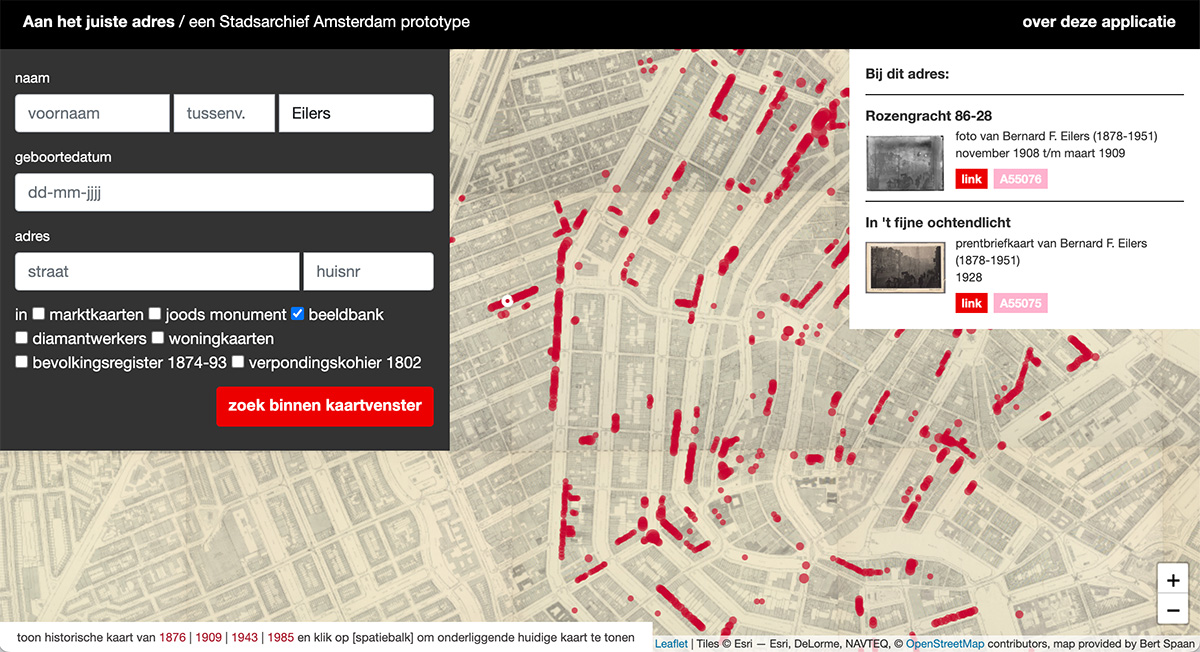 Aan het juiste adres / een Stadsarchief Amsterdam prototype
over deze applicatie
naam
voornaam
tussenv.
Eilers
geboortedatum
dd-mm-jjjj
adres
straat
huisnr
in marktkaarten joods monument beeldbank
diamantwerkers woningkaarten
bevolkingsregister 1874-93 verpondingskohier 1802
zoek binnen kaartvenster
Bij dit adres:
Rozengracht 86-28
foto van Bernard F. Eilers (1878-1951)
november 1908 t/m maart 1909
link A55076
In 't fijne ochtendlicht
prentbriefkaart van Bernard F. Eilers
(1878-1951)
1928
link A55075
+
−
toon historische kaart van 1876 | 1909 | 1943 | 1985 en klik op [spatiebalk] om onderliggende huidige kaart te tonen
Leaflet | Tiles © Esri — Esri, DeLorme, NAVTEQ, © OpenStreetMap contributors, map provided by Bert Spaan